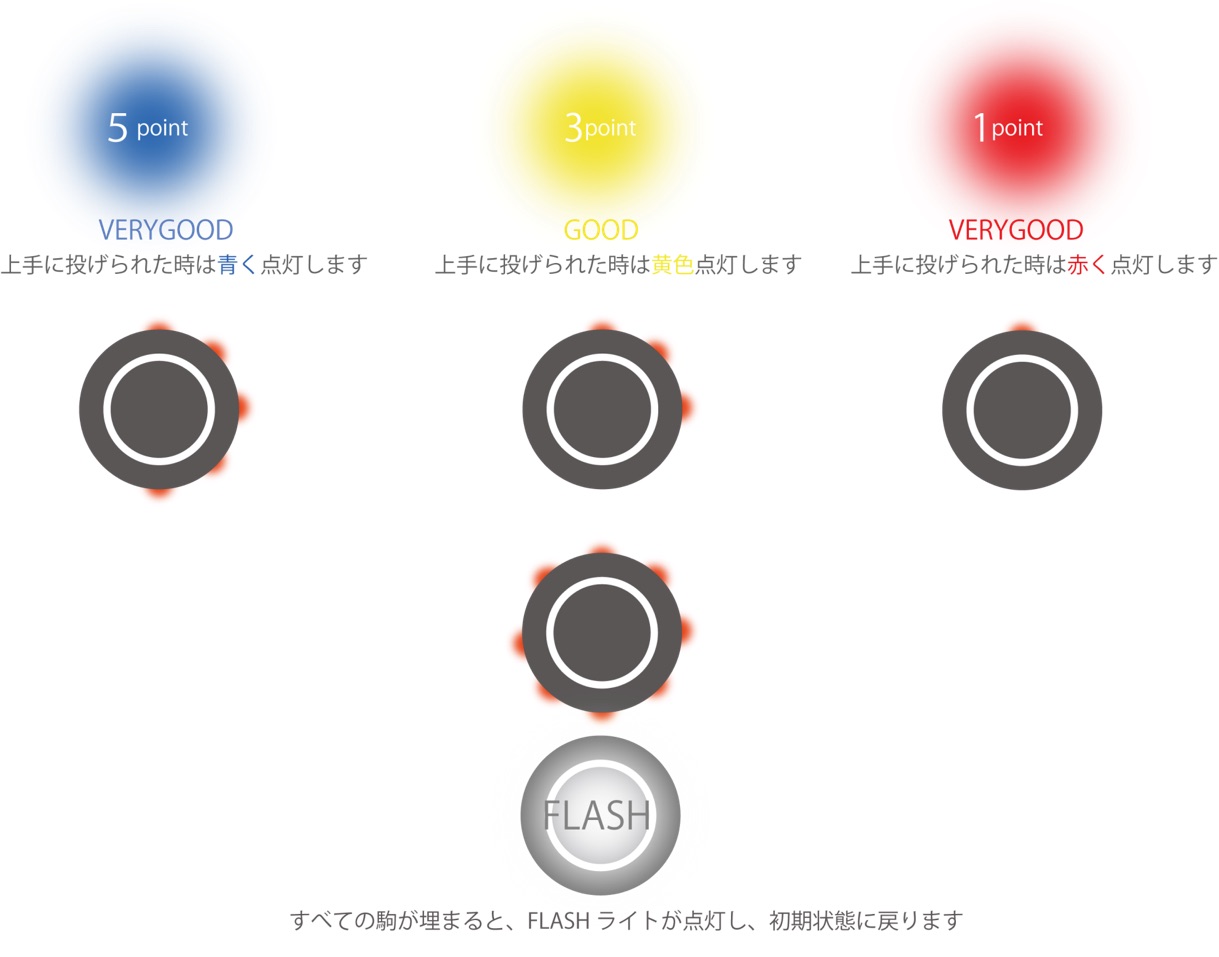 5 point
3point
1point
VERYGOOD
GOOD
VERYGOOD
上手に投げられた時は青く点灯します
上手に投げられた時は黄色点灯します
上手に投げられた時は赤く点灯します
FLASH
すべての駒が埋まると、FLASH ライトが点灯し、初期状態に戻ります